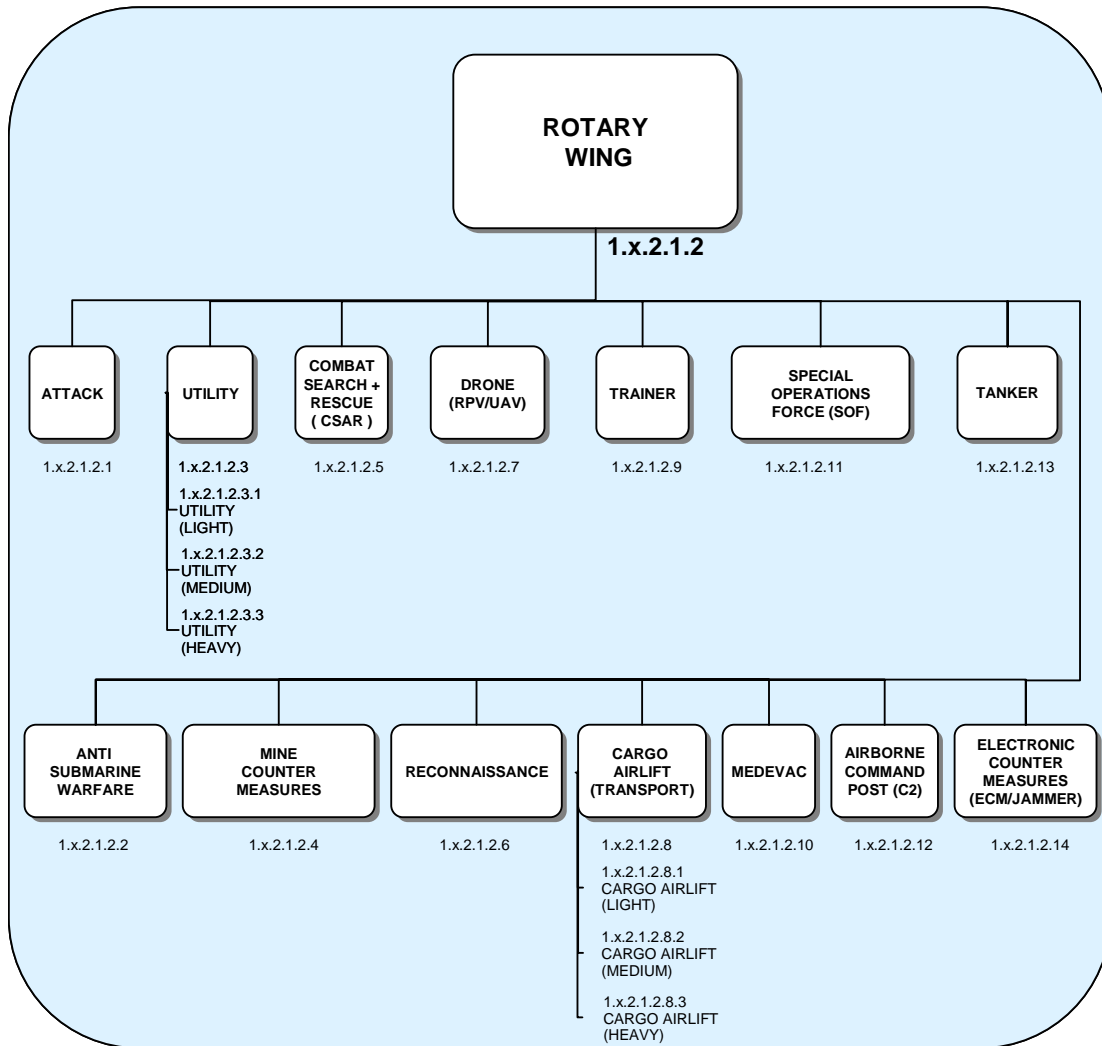 ROTARY
WING
1.x.2.1.2
ATTACK
1.x.2.1.2.1
UTILITY
1.x.2.1.2.3
1.x.2.1.2.3.1
UTILITY
(LIGHT)
1.x.2.1.2.3.2
UTILITY
(MEDIUM)
1.x.2.1.2.3.3
UTILITY
(HEAVY)
COMBAT
SEARCH +
RESCUE
( CSAR )
1.x.2.1.2.5
DRONE
(RPV/UAV)
1.x.2.1.2.7
TRAINER
1.x.2.1.2.9
SPECIAL
OPERATIONS
FORCE (SOF)
1.x.2.1.2.11
TANKER
1.x.2.1.2.13
ANTI
SUBMARINE
WARFARE
1.x.2.1.2.2
MINE
COUNTER
MEASURES
1.x.2.1.2.4
RECONNAISSANCE
1.x.2.1.2.6
CARGO
AIRLIFT
(TRANSPORT)
1.x.2.1.2.8
1.x.2.1.2.8.1
CARGO AIRLIFT
(LIGHT)
1.x.2.1.2.8.2
CARGO AIRLIFT
(MEDIUM)
1.x.2.1.2.8.3
CARGO AIRLIFT
(HEAVY)
MEDEVAC
1.x.2.1.2.10
AIRBORNE
COMMAND
POST (C2)
1.x.2.1.2.12
ELECTRONIC
COUNTER
MEASURES
(ECM/JAMMER)
1.x.2.1.2.14